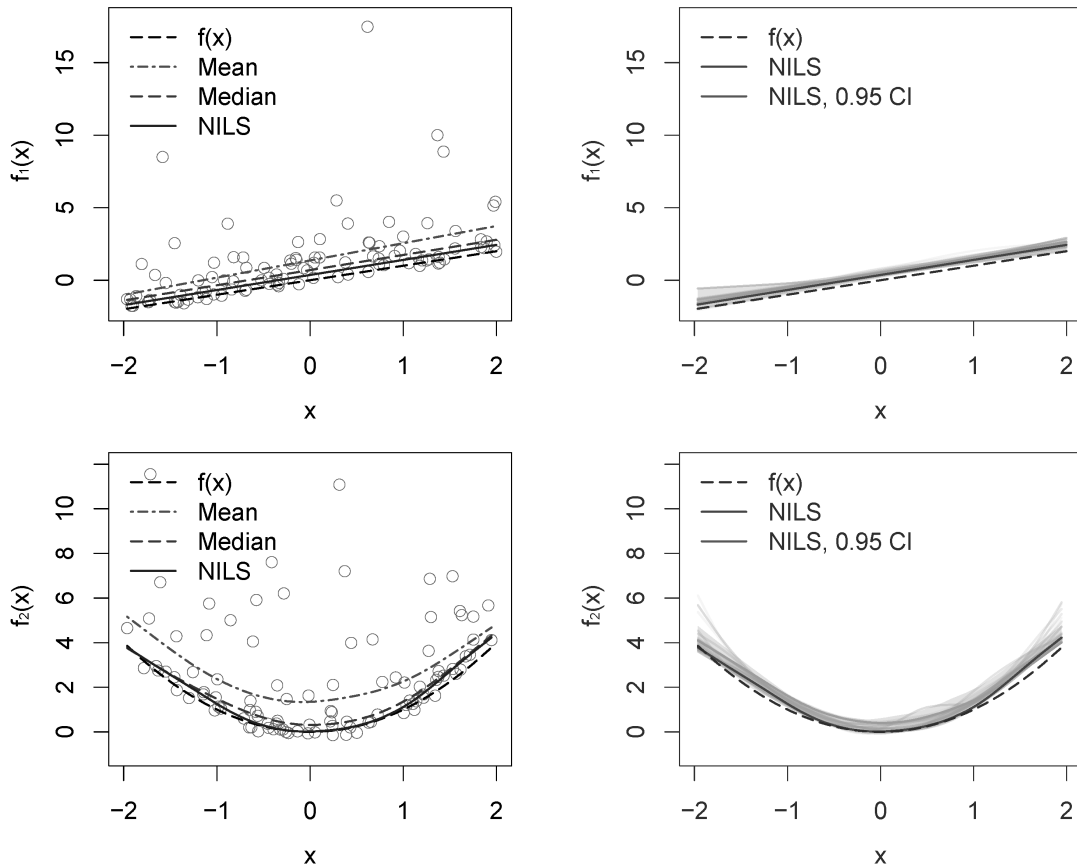 f(x)
Mean
Median
NILS
0
5
10
15
f₁(x)
−2
−1
0
1
2
x
f(x)
NILS
NILS, 0.95 CI
0
5
10
15
f₁(x)
−2
−1
0
1
2
x
f(x)
Mean
Median
NILS
0
2
4
6
8
10
f₂(x)
−2
−1
0
1
2
x
f(x)
NILS
NILS, 0.95 CI
0
2
4
6
8
10
f₂(x)
−2
−1
0
1
2
x